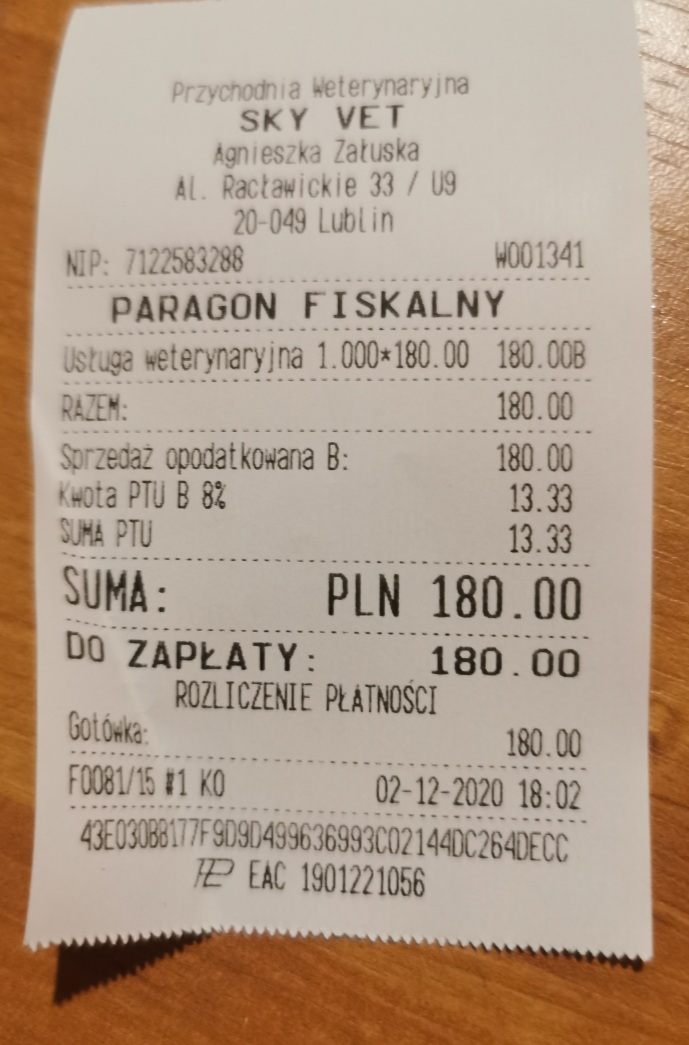 Przychodnia Weterynaryjna
SKY VET
Agnieszka Załuska
Al. Racławickie 33 / U9
20-049 Lublin
NIP: 7122583288 W001341
PARAGON FISKALNY
Usługa weterynaryjna 1.000*180.00 180.00B
RAZEM: 180.00
Sprzedaż opodatkowana B: 180.00
Kwota PTU B 8% 13.33
SUMA PTU 13.33
SUMA: PLN 180.00
DO ZAPŁATY: 180.00
ROZLICZENIE PŁATNOŚCI
Gotówka: 180.00
F0081/15 #1 KO 02-12-2020 18:02
43E030BB177F9D9D499636993C02144DC264DECC
EAC 1901221056